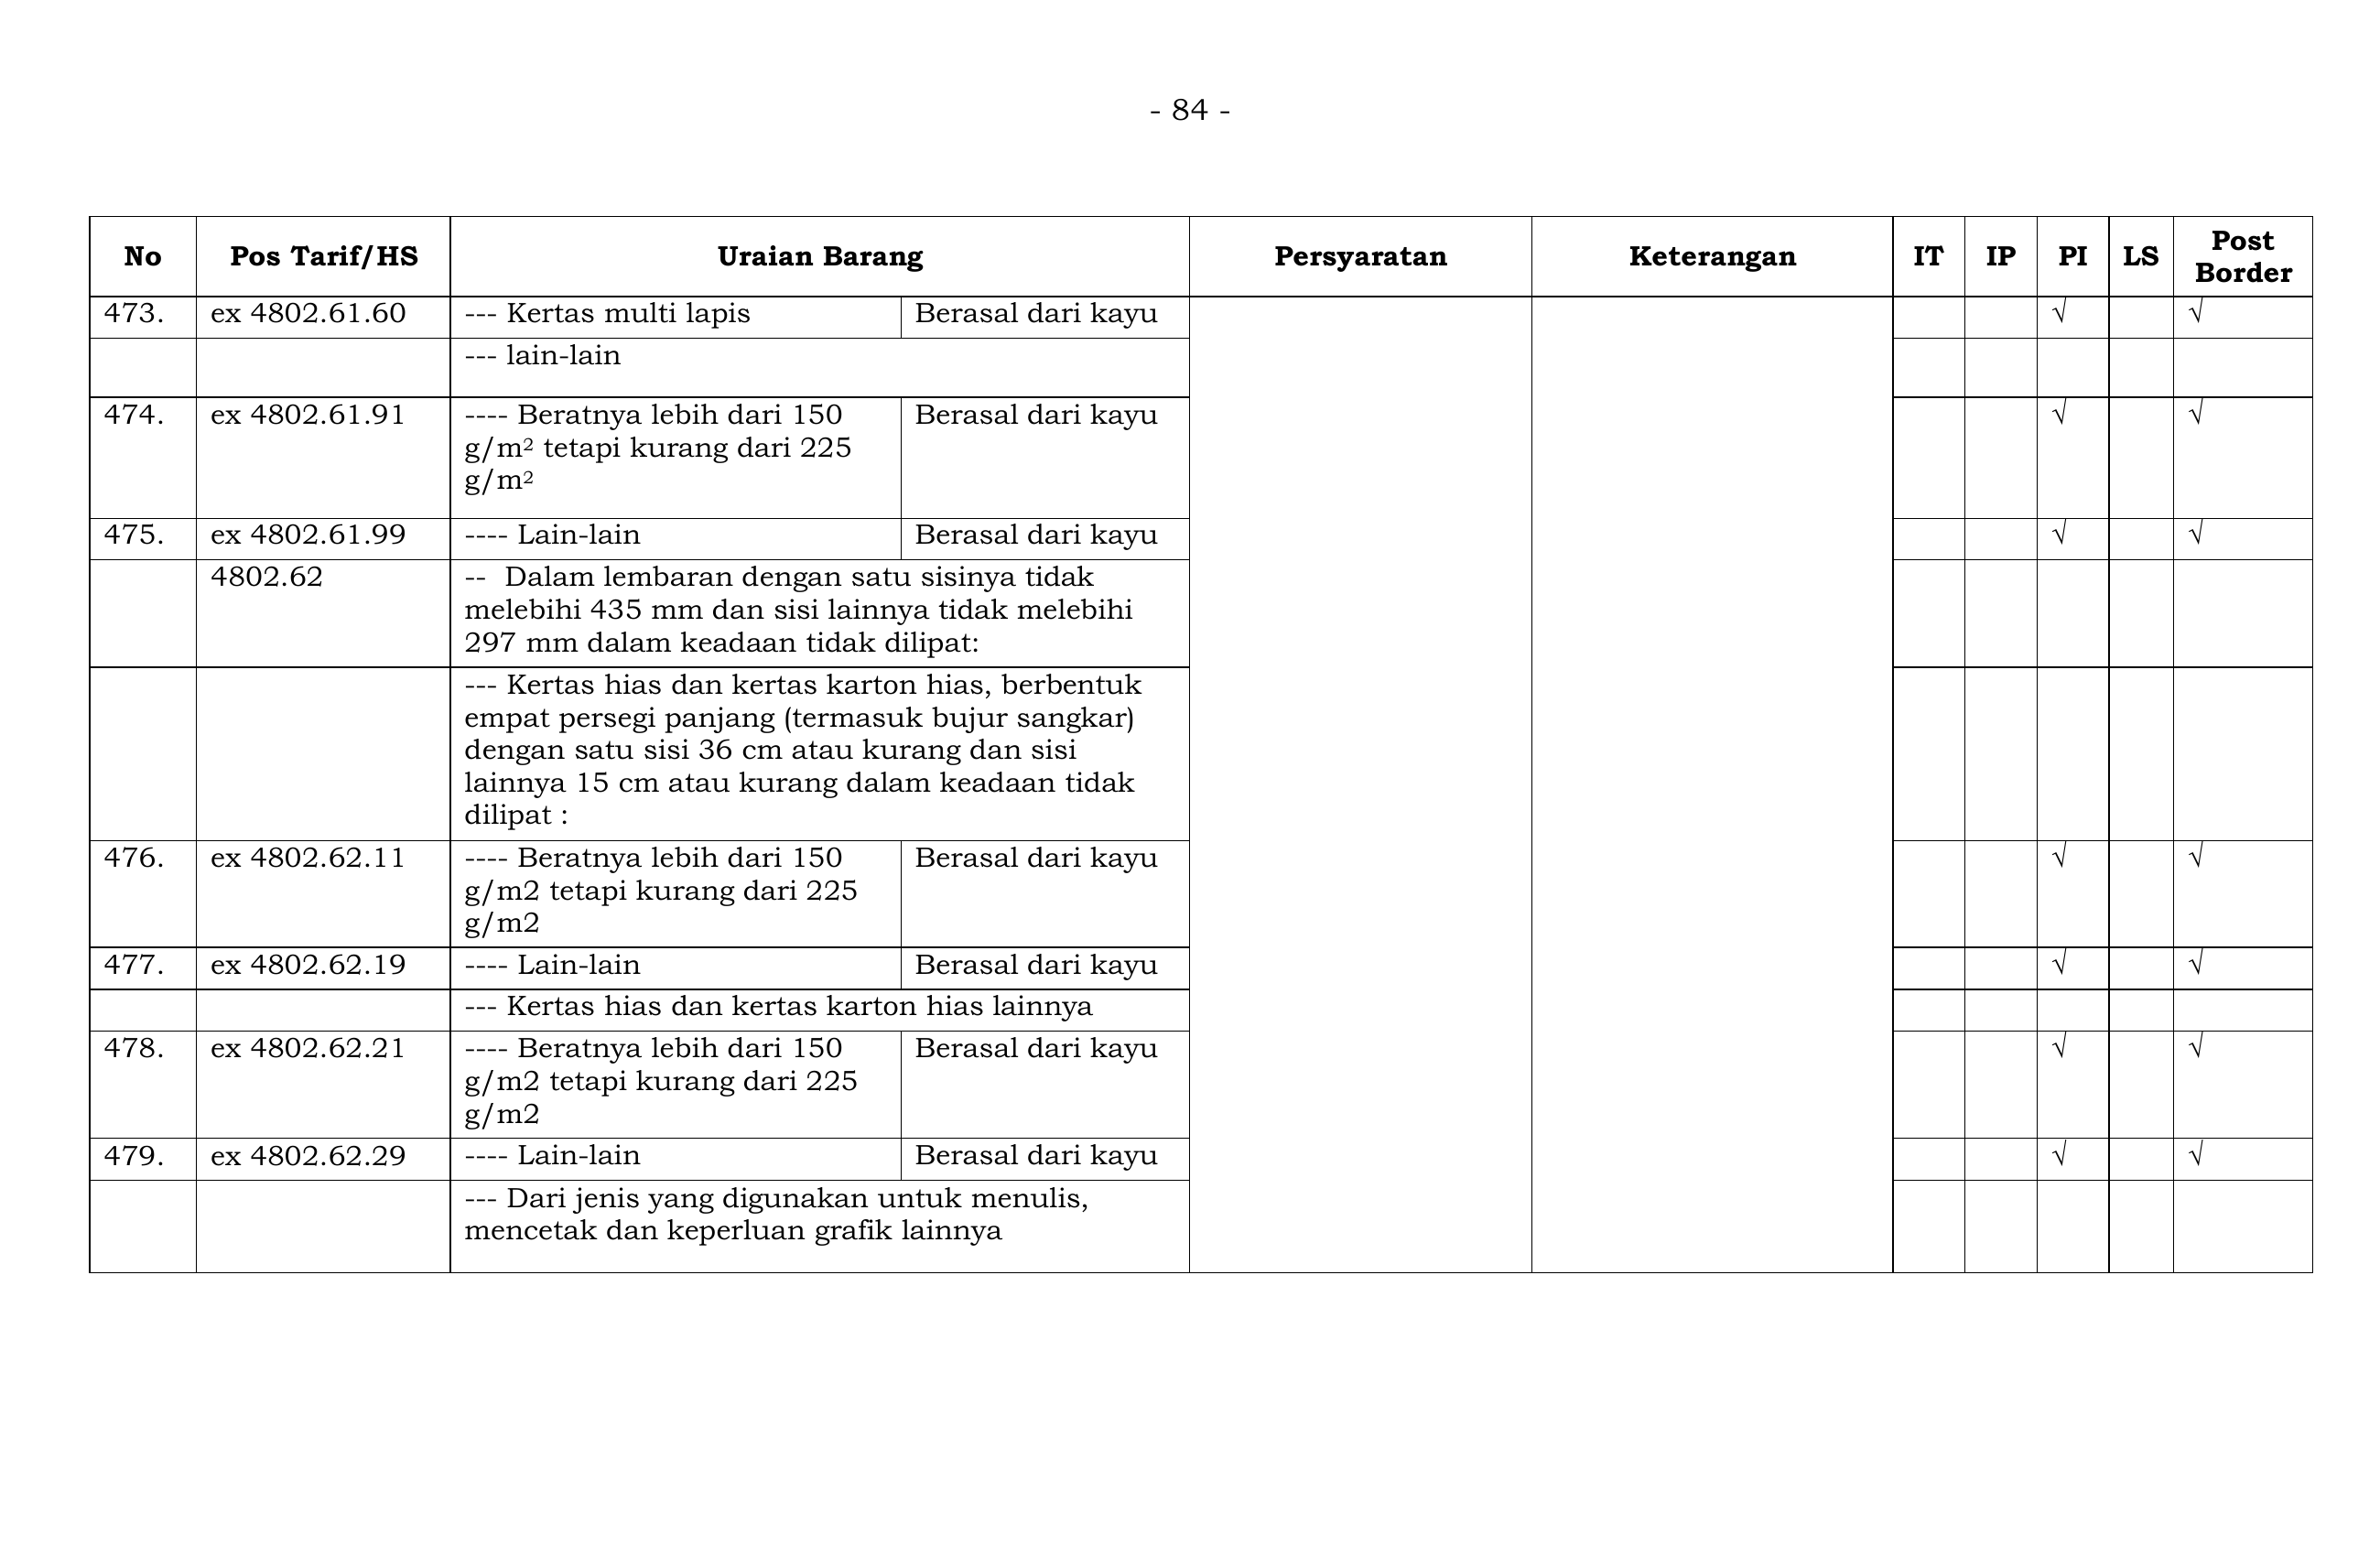 - 84 -
No Pos Tarif/HS Uraian Barang Persyaratan Keterangan IT IP PI LS Post Border
473. ex 4802.61.60 --- Kertas multi lapis Berasal dari kayu √ √
--- lain-lain
474. ex 4802.61.91 ---- Beratnya lebih dari 150 Berasal dari kayu √ √
g/m² tetapi kurang dari 225
g/m²
475. ex 4802.61.99 ---- Lain-lain Berasal dari kayu √ √
4802.62 -- Dalam lembaran dengan satu sisinya tidak
melebihi 435 mm dan sisi lainnya tidak melebihi
297 mm dalam keadaan tidak dilipat:
--- Kertas hias dan kertas karton hias, berbentuk
empat persegi panjang (termasuk bujur sangkar)
dengan satu sisi 36 cm atau kurang dan sisi
lainnya 15 cm atau kurang dalam keadaan tidak
dilipat :
476. ex 4802.62.11 ---- Beratnya lebih dari 150 Berasal dari kayu √ √
g/m2 tetapi kurang dari 225
g/m2
477. ex 4802.62.19 ---- Lain-lain Berasal dari kayu √ √
--- Kertas hias dan kertas karton hias lainnya
478. ex 4802.62.21 ---- Beratnya lebih dari 150 Berasal dari kayu √ √
g/m2 tetapi kurang dari 225
g/m2
479. ex 4802.62.29 ---- Lain-lain Berasal dari kayu √ √
--- Dari jenis yang digunakan untuk menulis,
mencetak dan keperluan grafik lainnya